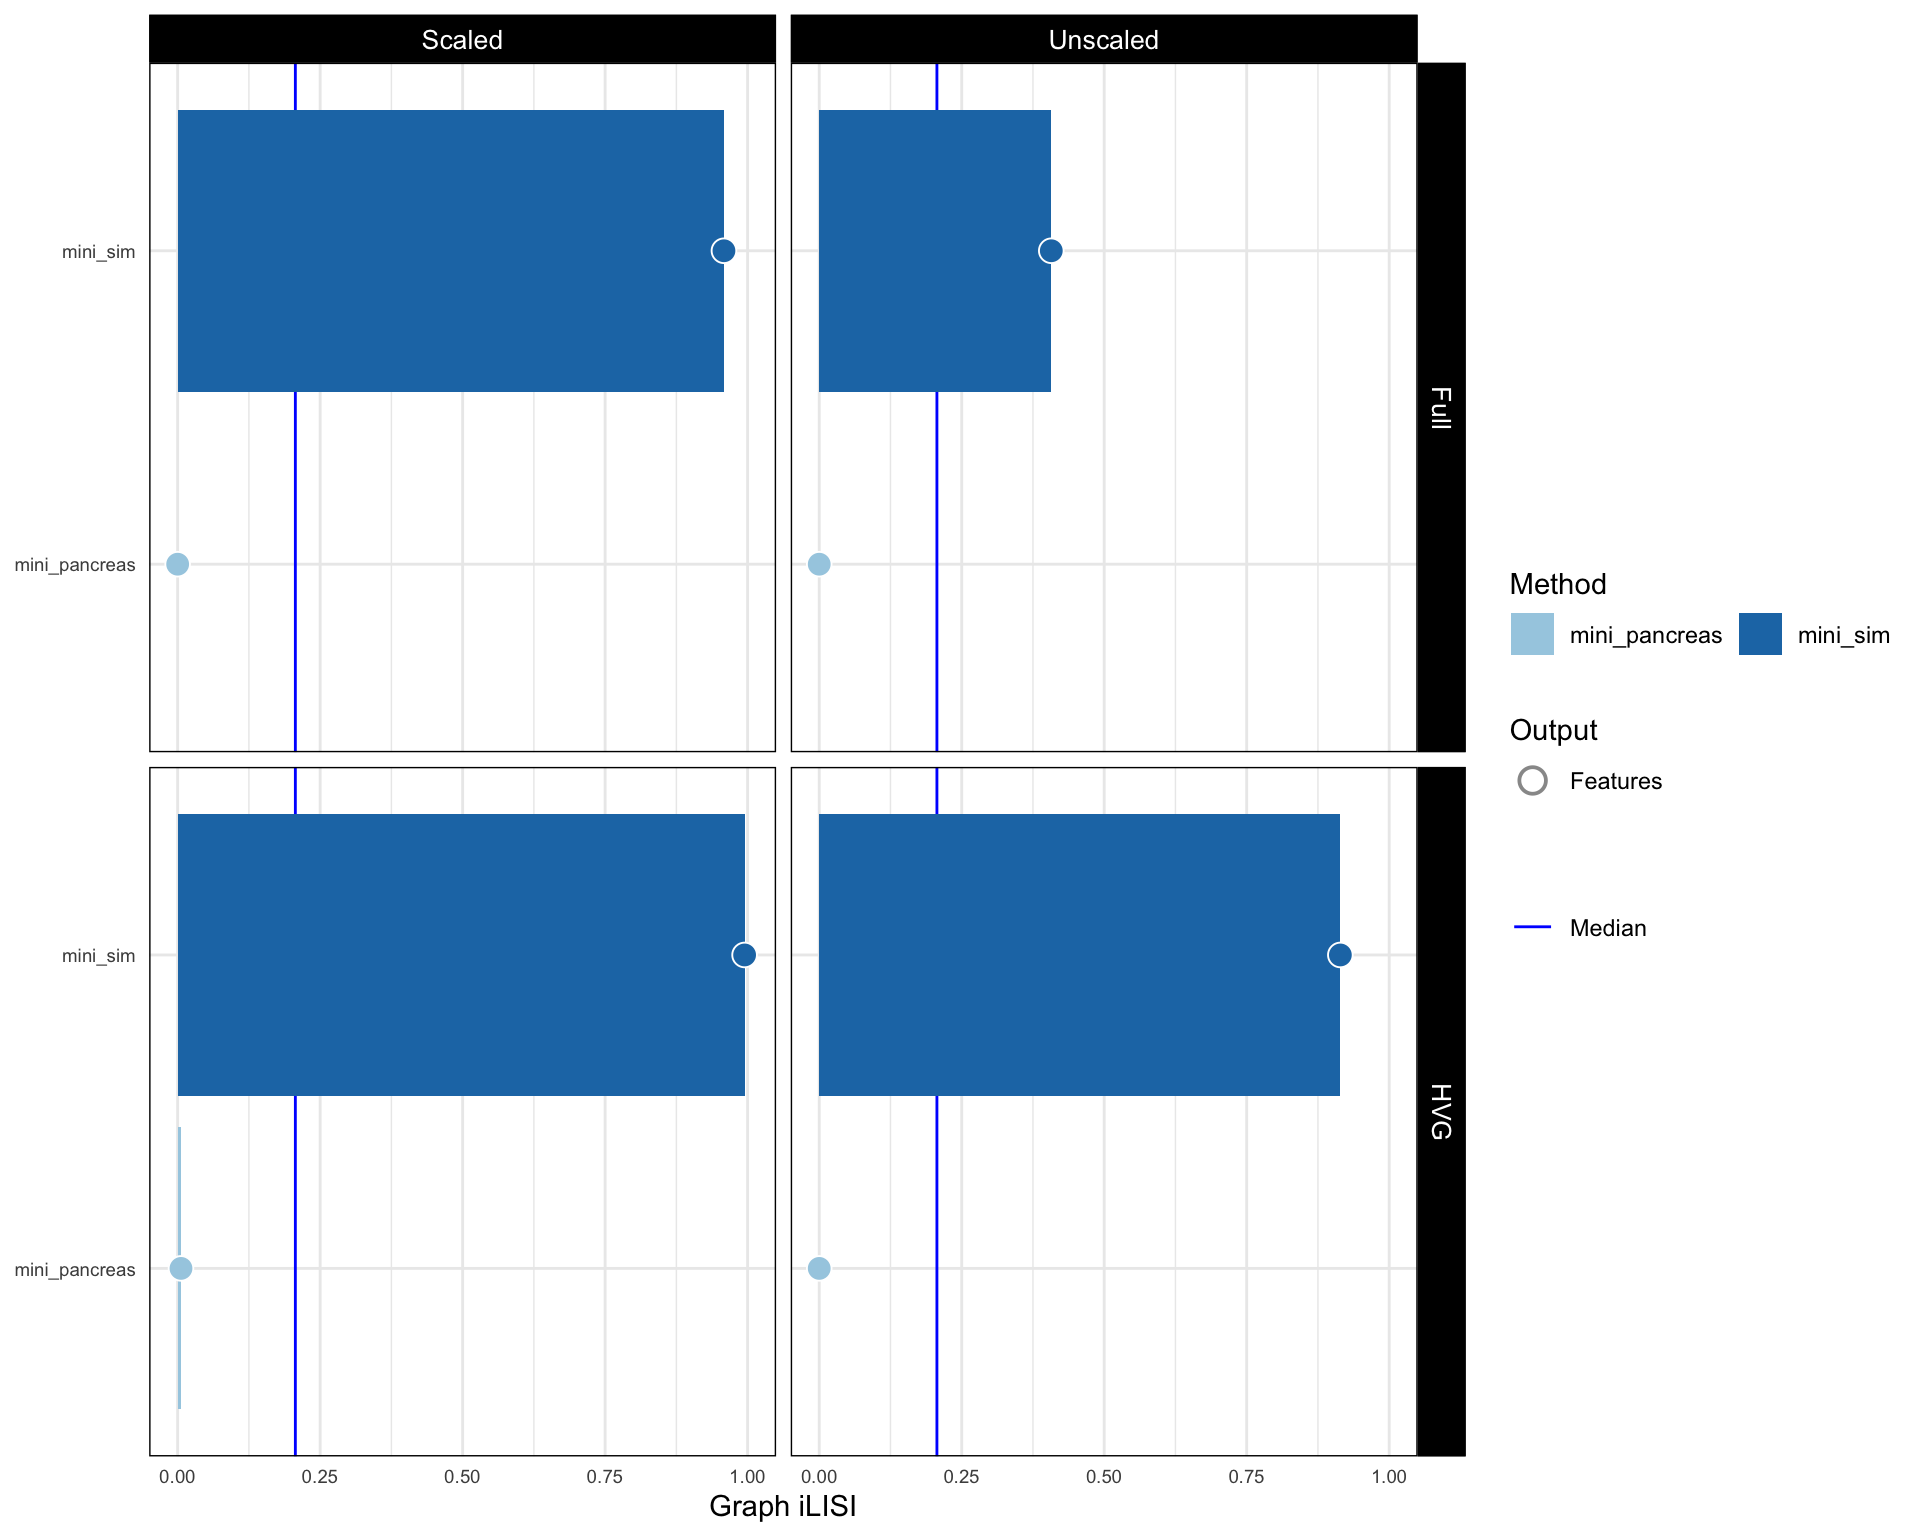 Scaled
Unscaled
mini_sim
mini_pancreas
Full
mini_sim
mini_pancreas
HVG
0.00 0.25 0.50 0.75 1.00
0.00 0.25 0.50 0.75 1.00
Graph iLISI
Method
mini_pancreas
mini_sim
Output
Features
Median